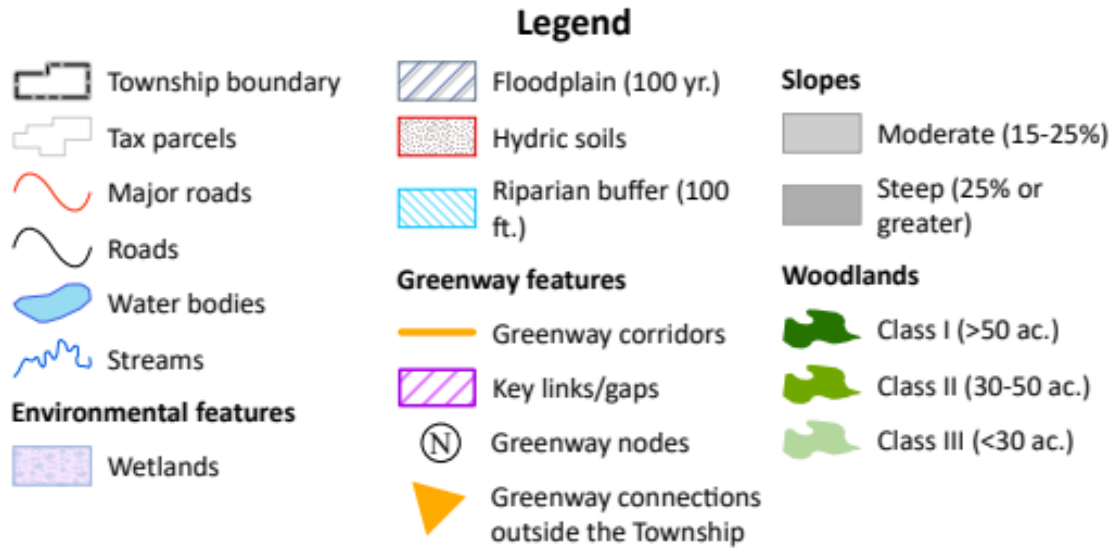 Legend
Township boundary
Tax parcels
Major roads
Roads
Water bodies
Streams
Environmental features
Wetlands
Floodplain (100 yr.)
Hydric soils
Riparian buffer (100
ft.)
Greenway features
Greenway corridors
Key links/gaps
N
Greenway nodes
Greenway connections
outside the Township
Slopes
Moderate (15-25%)
Steep (25% or
greater)
Woodlands
Class I (>50 ac.)
Class II (30-50 ac.)
Class III (<30 ac.)